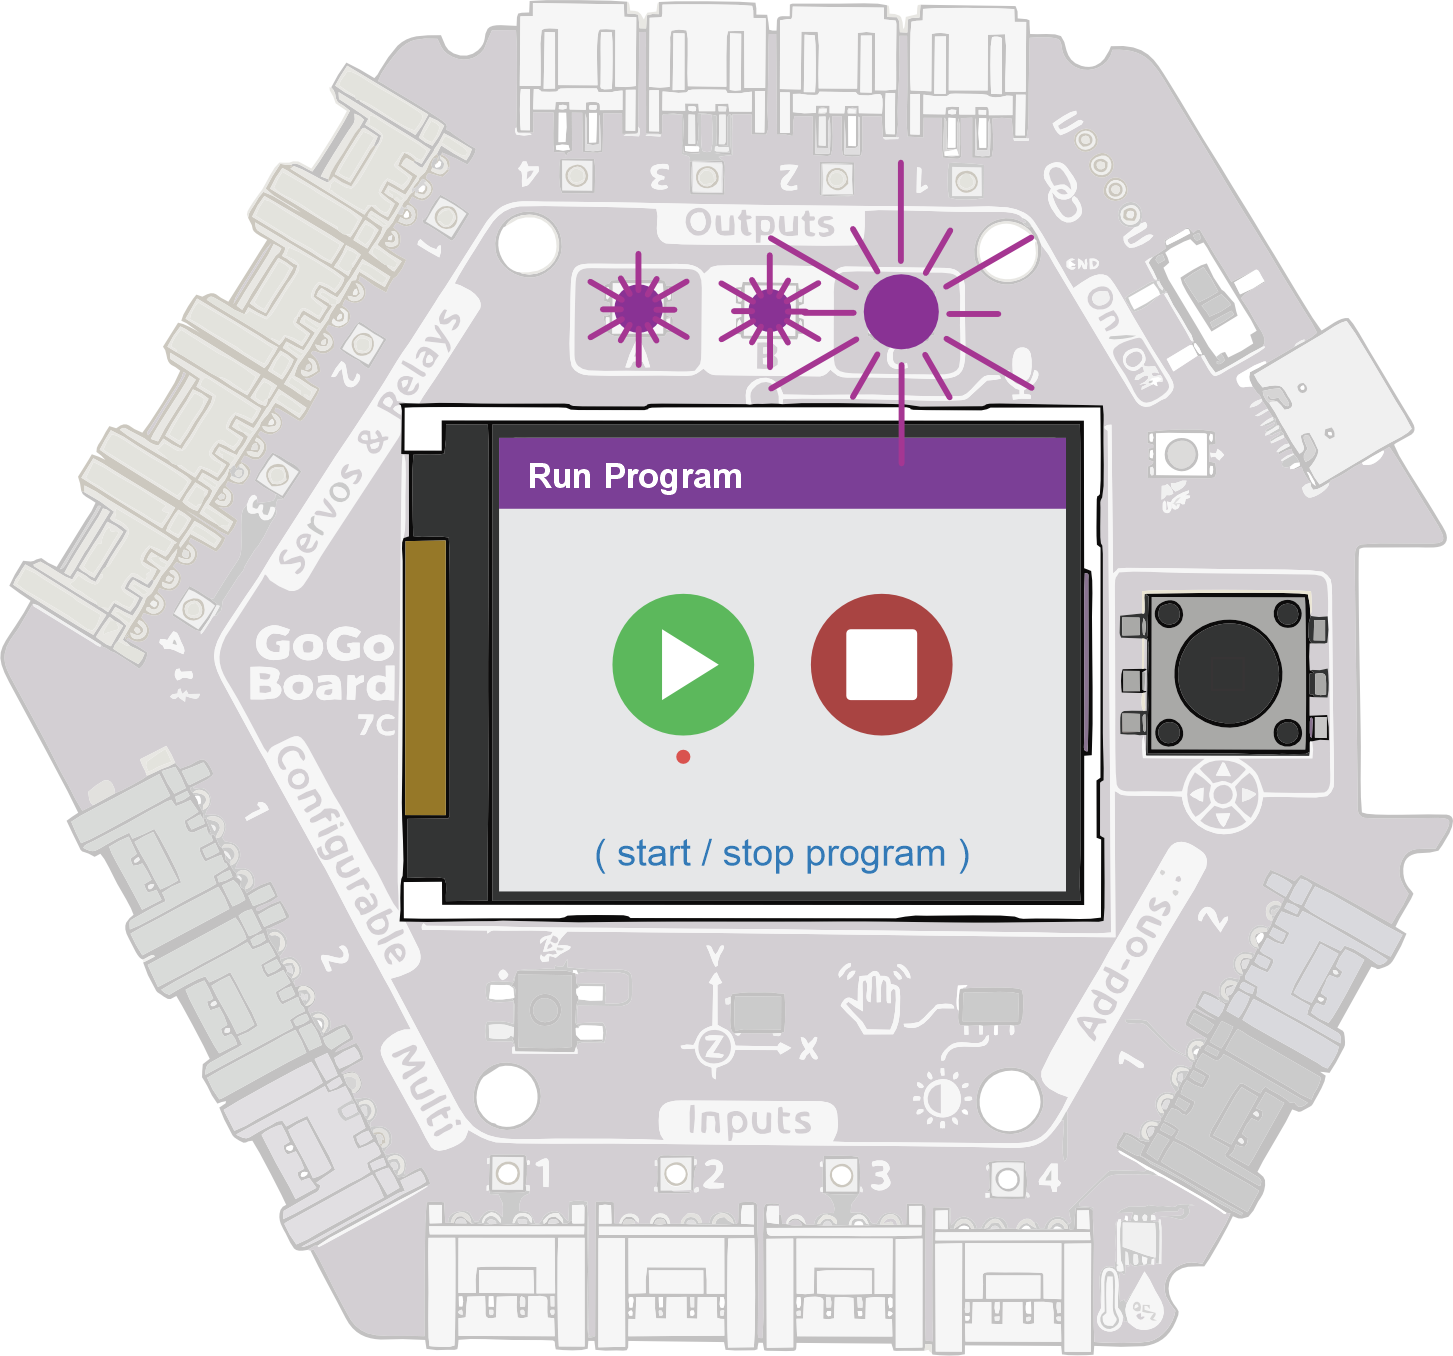 4
3
2
1
Outputs
GND
On/Off
1
2
3
4
Servos & Relays
A
B
Run Program
( start / stop program )
GoGo
Board
7C
Configurable
Multi
1
2
Y
X
Z
Add-ons..
2
1
Inputs
1
2
3
4